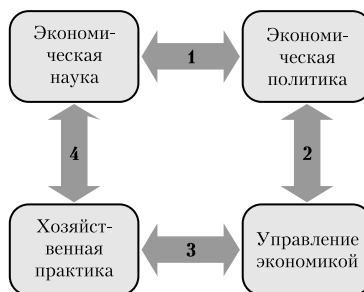 Экономи-
ческая
наука
1
Экономи-
ческая
политика
4
2
Хозяйст-
венная
практика
3
Управление
экономикой